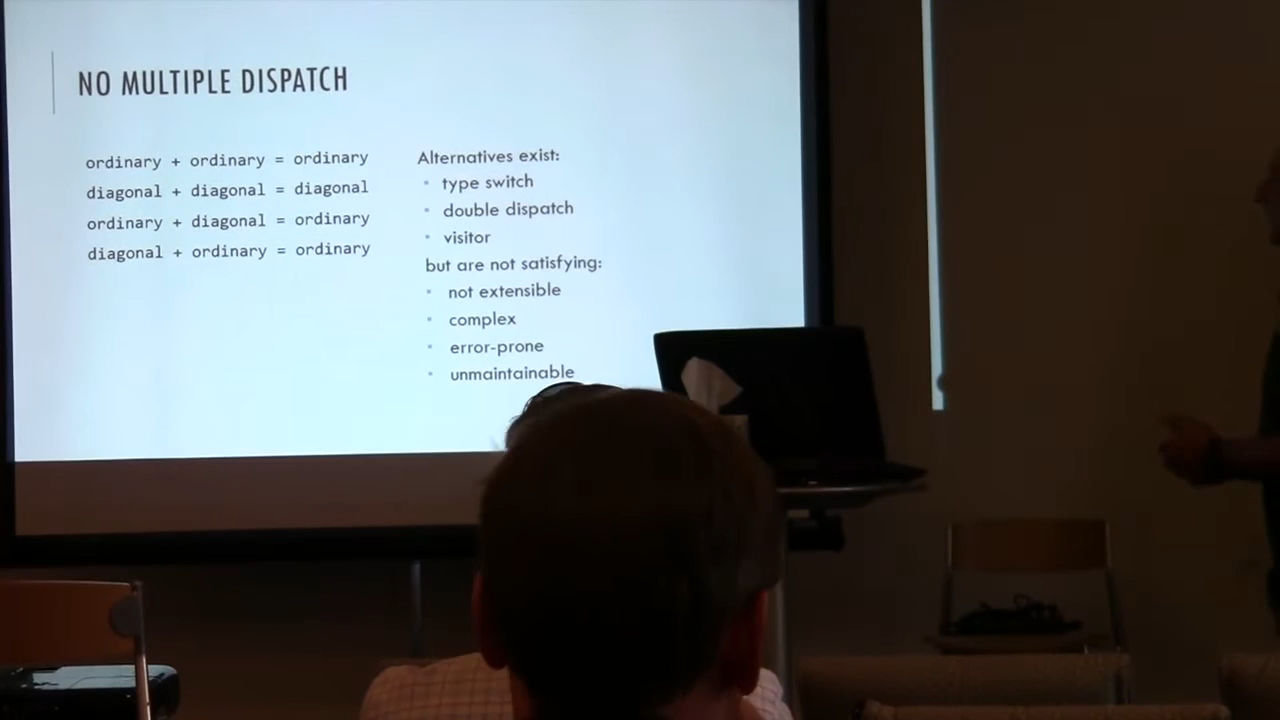 NO MULTIPLE DISPATCH
ordinary + ordinary = ordinary
diagonal + diagonal = diagonal
ordinary + diagonal = ordinary
diagonal + ordinary = ordinary
Alternatives exist:
• type switch
• double dispatch
• visitor
but are not satisfying:
• not extensible
• complex
• error-prone
• unmaintainable